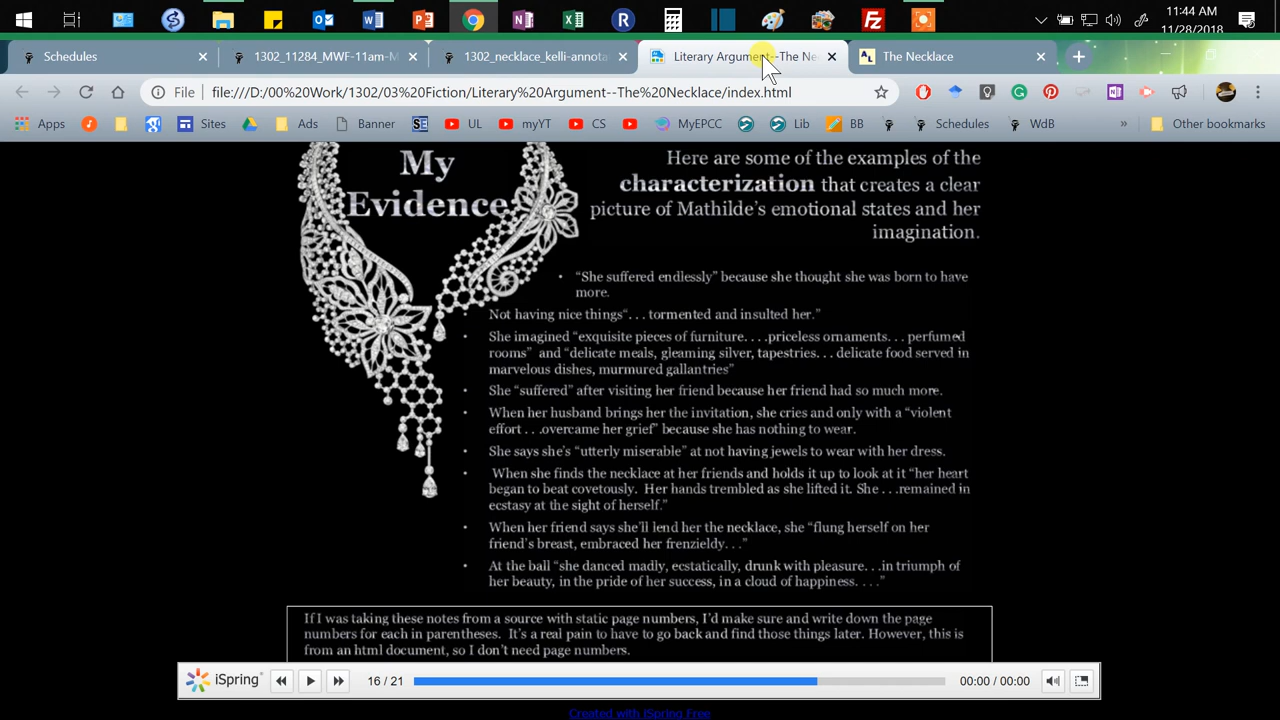 11:44 AM
11/28/2018
Schedules
1302_11284_MWF-11am-M
1302_necklace_kelli-annota
Literary Argument--The Ne
The Necklace
File
file:///D:/00%20Work/1302/03%20Fiction/Literary%20Argument--The%20Necklace/index.html
Apps
Sites
Ads
Banner
UL
myYT
CS
MyEPCC
Lib
BB
Schedules
WdB
»
Other bookmarks
My
Evidence
Here are some of the examples of the
characterization that creates a clear
picture of Mathilde's emotional states and her
imagination.
• “She suffered endlessly” because she thought she was born to have
more.
• Not having nice things“. . . tormented and insulted her.”
• She imagined “exquisite pieces of furniture. . . .priceless ornaments. . . perfumed
rooms” and “delicate meals, gleaming silver, tapestries. . . delicate food served in
marvelous dishes, murmured gallantries”
• She “suffered” after visiting her friend because her friend had so much more.
• When her husband brings her the invitation, she cries and only with a “violent
effort . . .overcame her grief” because she has nothing to wear.
• She says she's “utterly miserable” at not having jewels to wear with her dress.
• When she finds the necklace at her friends and holds it up to look at it “her heart
began to beat covetously. Her hands trembled as she lifted it. She . . .remained in
ecstasy at the sight of herself.”
• When her friend says she'll lend her the necklace, she “flung herself on her
friend's breast, embraced her frenzieldy. . .”
• At the ball “she danced madly, ecstatically, drunk with pleasure. . .in triumph of
her beauty, in the pride of her success, in a cloud of happiness. . . .”
If I was taking these notes from a source with static page numbers, I'd make sure and write down the page
numbers for each in parentheses. It's a real pain to have to go back and find those things later. However, this is
from an html document, so I don't need page numbers.
iSpring
16 / 21
00:00 / 00:00
Created with iSpring Free